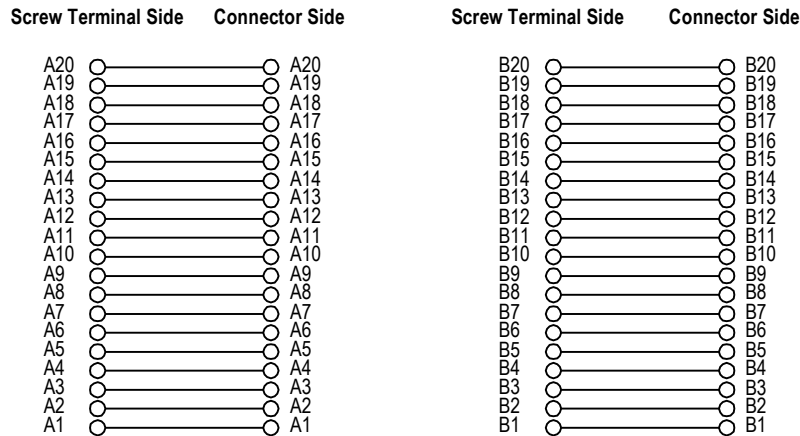 Screw Terminal Side Connector Side Screw Terminal Side Connector Side
A20 A20 B20 B20
A19 A19 B19 B19
A18 A18 B18 B18
A17 A17 B17 B17
A16 A16 B16 B16
A15 A15 B15 B15
A14 A14 B14 B14
A13 A13 B13 B13
A12 A12 B12 B12
A11 A11 B11 B11
A10 A10 B10 B10
A9 A9 B9 B9
A8 A8 B8 B8
A7 A7 B7 B7
A6 A6 B6 B6
A5 A5 B5 B5
A4 A4 B4 B4
A3 A3 B3 B3
A2 A2 B2 B2
A1 A1 B1 B1